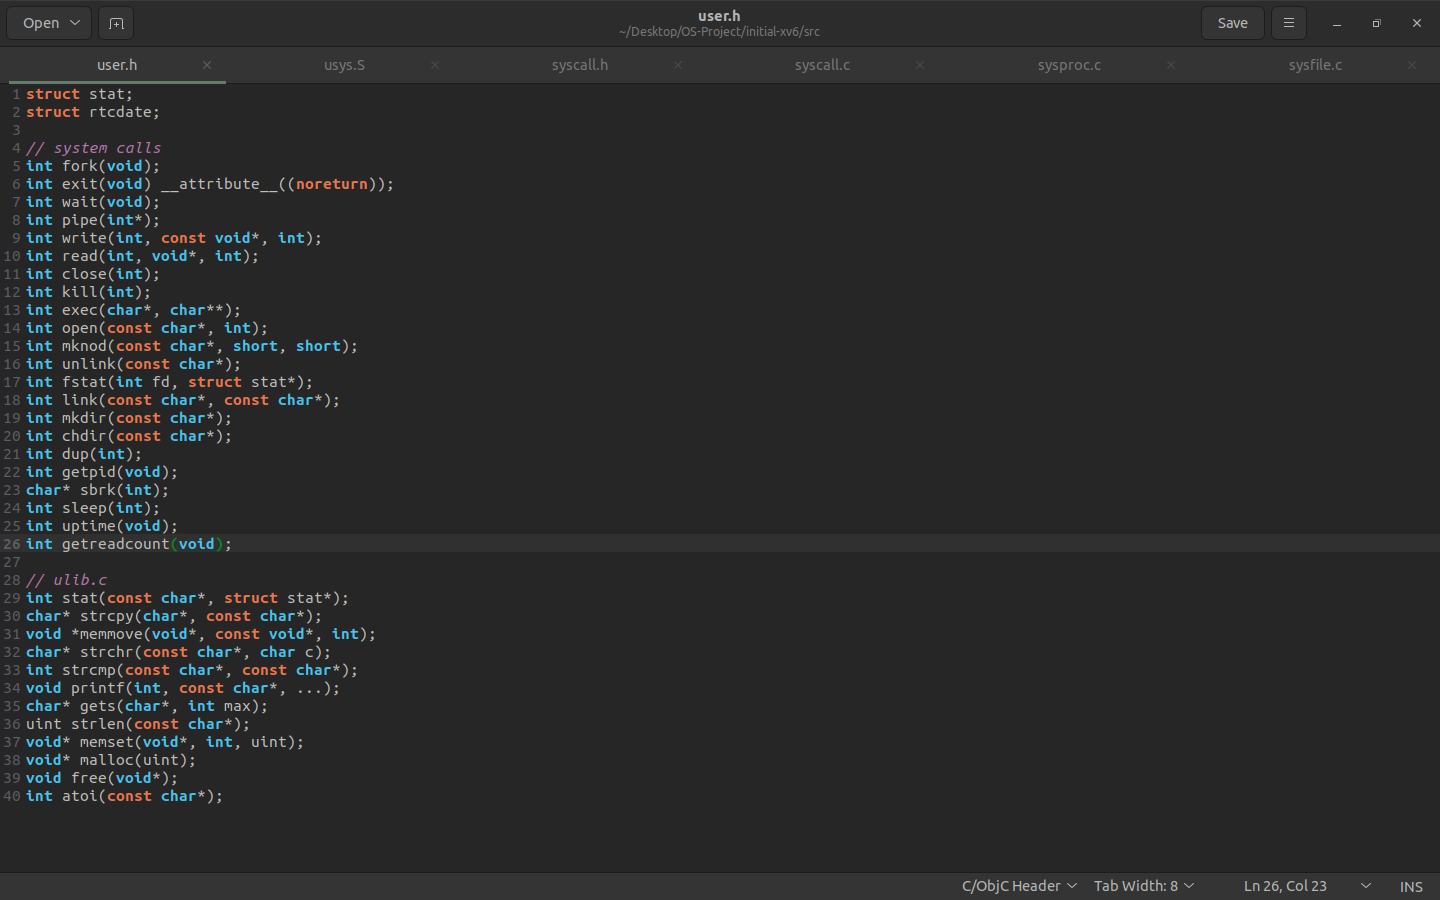 Open
user.h
~/Desktop/OS-Project/initial-xv6/src
Save
user.h
usys.S
syscall.h
syscall.c
sysproc.c
sysfile.c
1 struct stat;
2 struct rtcdate;
3
4 // system calls
5 int fork(void);
6 int exit(void) __attribute__((noreturn));
7 int wait(void);
8 int pipe(int*);
9 int write(int, const void*, int);
10 int read(int, void*, int);
11 int close(int);
12 int kill(int);
13 int exec(char*, char**);
14 int open(const char*, int);
15 int mknod(const char*, short, short);
16 int unlink(const char*);
17 int fstat(int fd, struct stat*);
18 int link(const char*, const char*);
19 int mkdir(const char*);
20 int chdir(const char*);
21 int dup(int);
22 int getpid(void);
23 char* sbrk(int);
24 int sleep(int);
25 int uptime(void);
26 int getreadcount(void);
27
28 // ulib.c
29 int stat(const char*, struct stat*);
30 char* strcpy(char*, const char*);
31 void *memmove(void*, const void*, int);
32 char* strchr(const char*, char c);
33 int strcmp(const char*, const char*);
34 void printf(int, const char*, ...);
35 char* gets(char*, int max);
36 uint strlen(const char*);
37 void* memset(void*, int, uint);
38 void* malloc(uint);
39 void free(void*);
40 int atoi(const char*);
C/ObjC Header
Tab Width: 8
Ln 26, Col 23
INS